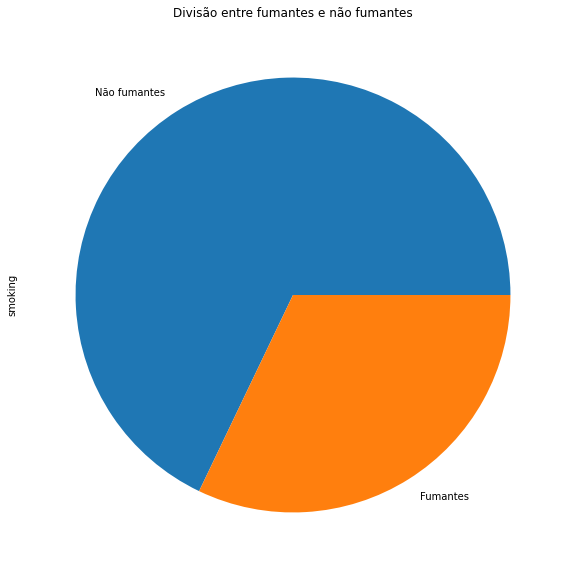 Divisão entre fumantes e não fumantes
Não fumantes
smoking
Fumantes